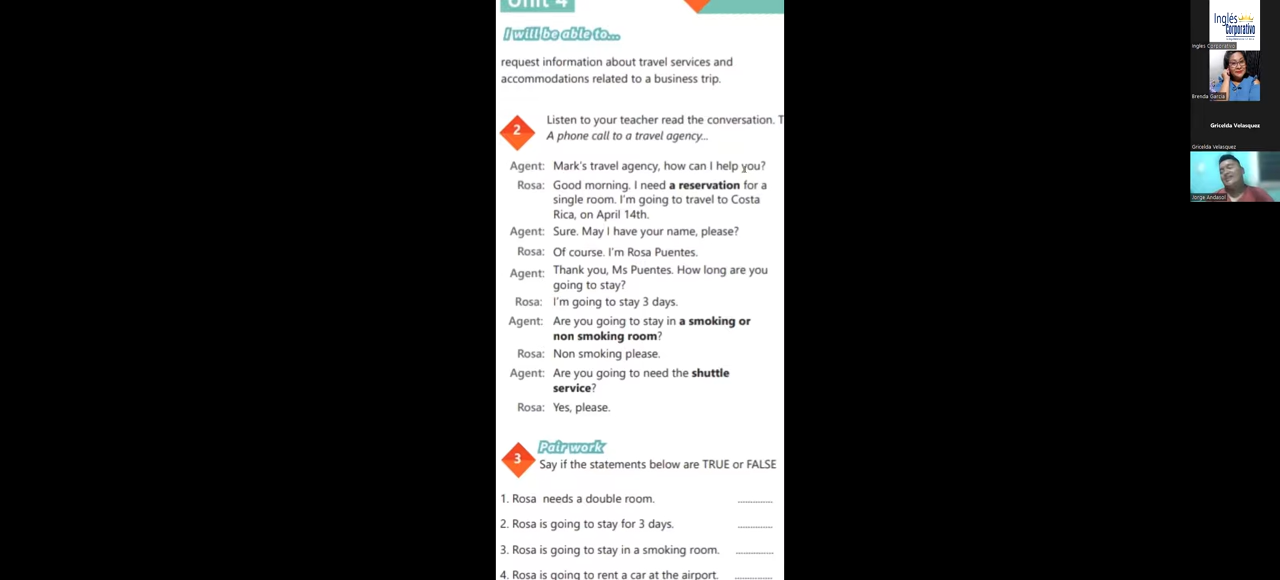 Unit 4
I will be able to...
request information about travel services and
accommodations related to a business trip.
2
Listen to your teacher read the conversation. T
A phone call to a travel agency...
Agent: Mark's travel agency, how can I help you?
Rosa: Good morning. I need a reservation for a
single room. I'm going to travel to Costa
Rica, on April 14th.
Agent: Sure. May I have your name, please?
Rosa: Of course. I'm Rosa Puentes.
Agent: Thank you, Ms Puentes. How long are you
going to stay?
Rosa: I'm going to stay 3 days.
Agent: Are you going to stay in a smoking or
non smoking room?
Rosa: Non smoking please.
Agent: Are you going to need the shuttle
service?
Rosa: Yes, please.
3
Pair work
Say if the statements below are TRUE or FALSE
1. Rosa needs a double room. ................
2. Rosa is going to stay for 3 days. ................
3. Rosa is going to stay in a smoking room. ................
4. Rosa is going to rent a car at the airport. ................
Inglés
Corporativo
Inglés Corporativo
Brenda Garcia
Gricelda Velasquez
Gricelda Velasquez
Jorge Andasol